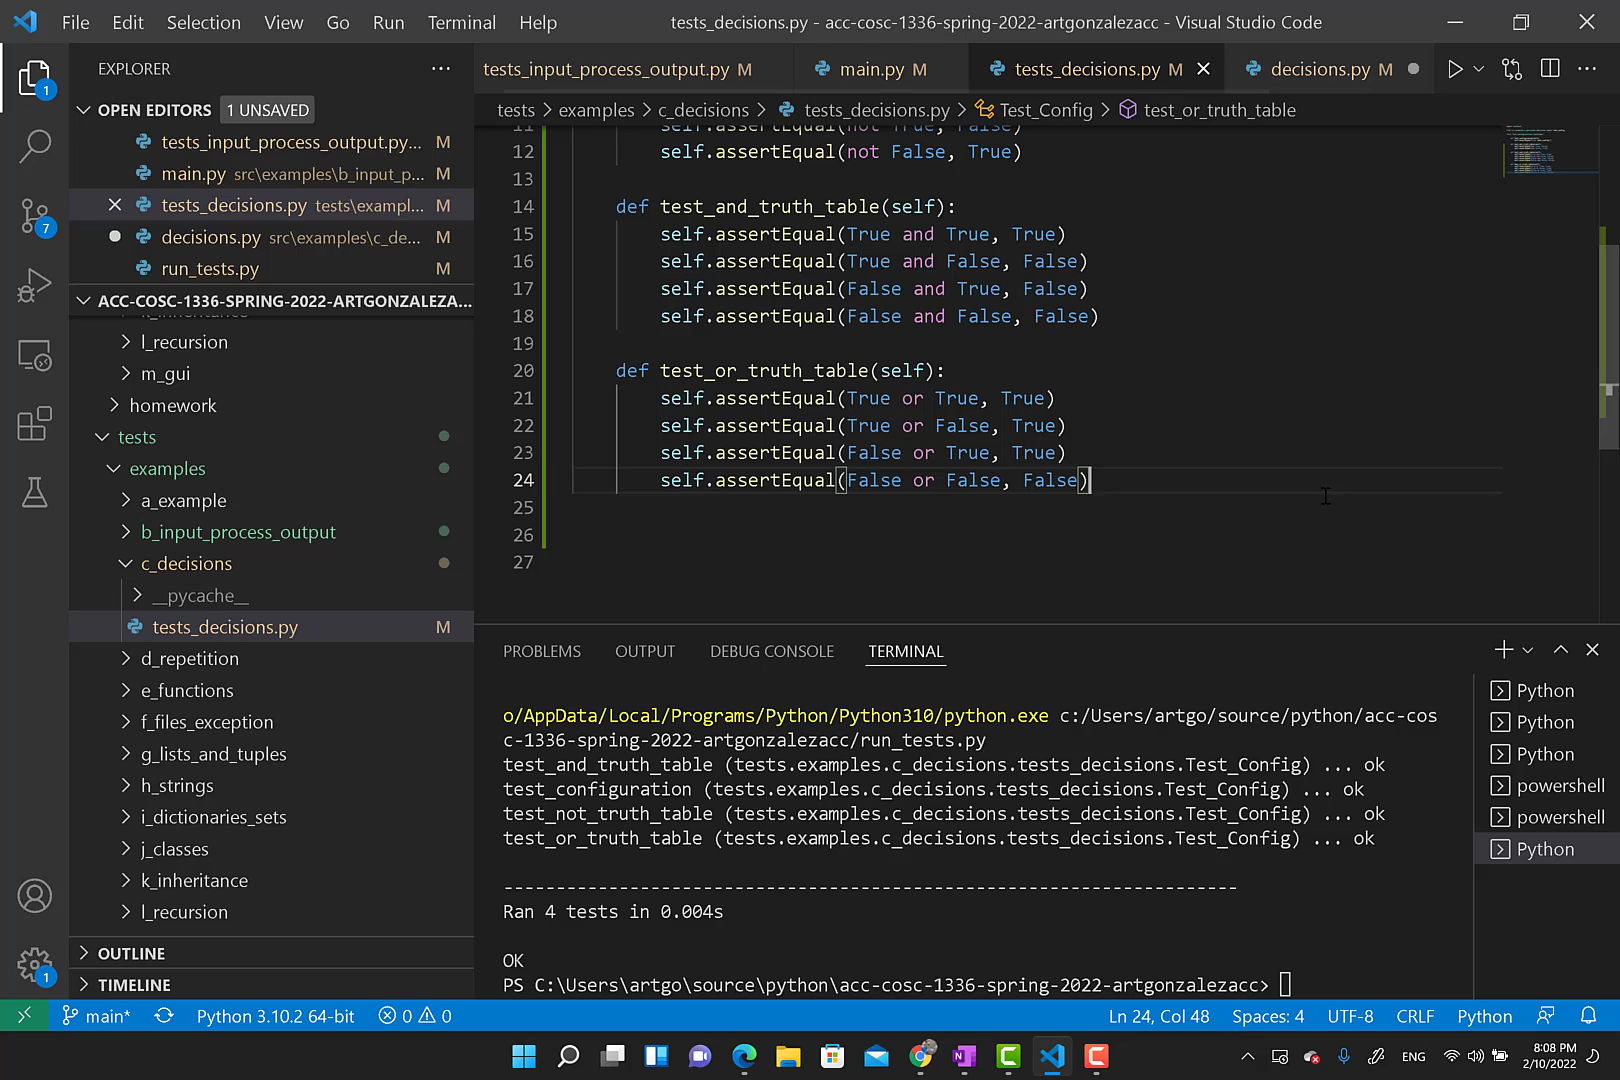 File Edit Selection View Go Run Terminal Help
tests_decisions.py - acc-cosc-1336-spring-2022-artgonzalezacc - Visual Studio Code
EXPLORER
OPEN EDITORS 1 UNSAVED
tests_input_process_output.py... M
main.py src\examples\b_input_p... M
tests_decisions.py tests\exampl... M
decisions.py src\examples\c_de... M
run_tests.py M
ACC-COSC-1336-SPRING-2022-ARTGONZALEZA...
k_inheritance
l_recursion
m_gui
homework
tests
examples
a_example
b_input_process_output
c_decisions
__pycache__
tests_decisions.py M
d_repetition
e_functions
f_files_exception
g_lists_and_tuples
h_strings
i_dictionaries_sets
j_classes
k_inheritance
l_recursion
OUTLINE
TIMELINE
1
7
1
tests_input_process_output.py M main.py M tests_decisions.py M decisions.py M
tests > examples > c_decisions > tests_decisions.py > Test_Config > test_or_truth_table
11 self.assertEqual(not True, False)
12 self.assertEqual(not False, True)
13
14 def test_and_truth_table(self):
15 self.assertEqual(True and True, True)
16 self.assertEqual(True and False, False)
17 self.assertEqual(False and True, False)
18 self.assertEqual(False and False, False)
19
20 def test_or_truth_table(self):
21 self.assertEqual(True or True, True)
22 self.assertEqual(True or False, True)
23 self.assertEqual(False or True, True)
24 self.assertEqual(False or False, False)
25
26
27
PROBLEMS OUTPUT DEBUG CONSOLE TERMINAL
o/AppData/Local/Programs/Python/Python310/python.exe c:/Users/artgo/source/python/acc-cos
c-1336-spring-2022-artgonzalezacc/run_tests.py
test_and_truth_table (tests.examples.c_decisions.tests_decisions.Test_Config) ... ok
test_configuration (tests.examples.c_decisions.tests_decisions.Test_Config) ... ok
test_not_truth_table (tests.examples.c_decisions.tests_decisions.Test_Config) ... ok
test_or_truth_table (tests.examples.c_decisions.tests_decisions.Test_Config) ... ok
----------------------------------------------------------------------
Ran 4 tests in 0.004s
OK
PS C:\Users\artgo\source\python\acc-cosc-1336-spring-2022-artgonzalezacc>
Python
Python
Python
powershell
powershell
Python
main* Python 3.10.2 64-bit 0 0 Ln 24, Col 48 Spaces: 4 UTF-8 CRLF Python
ENG 8:08 PM
2/10/2022